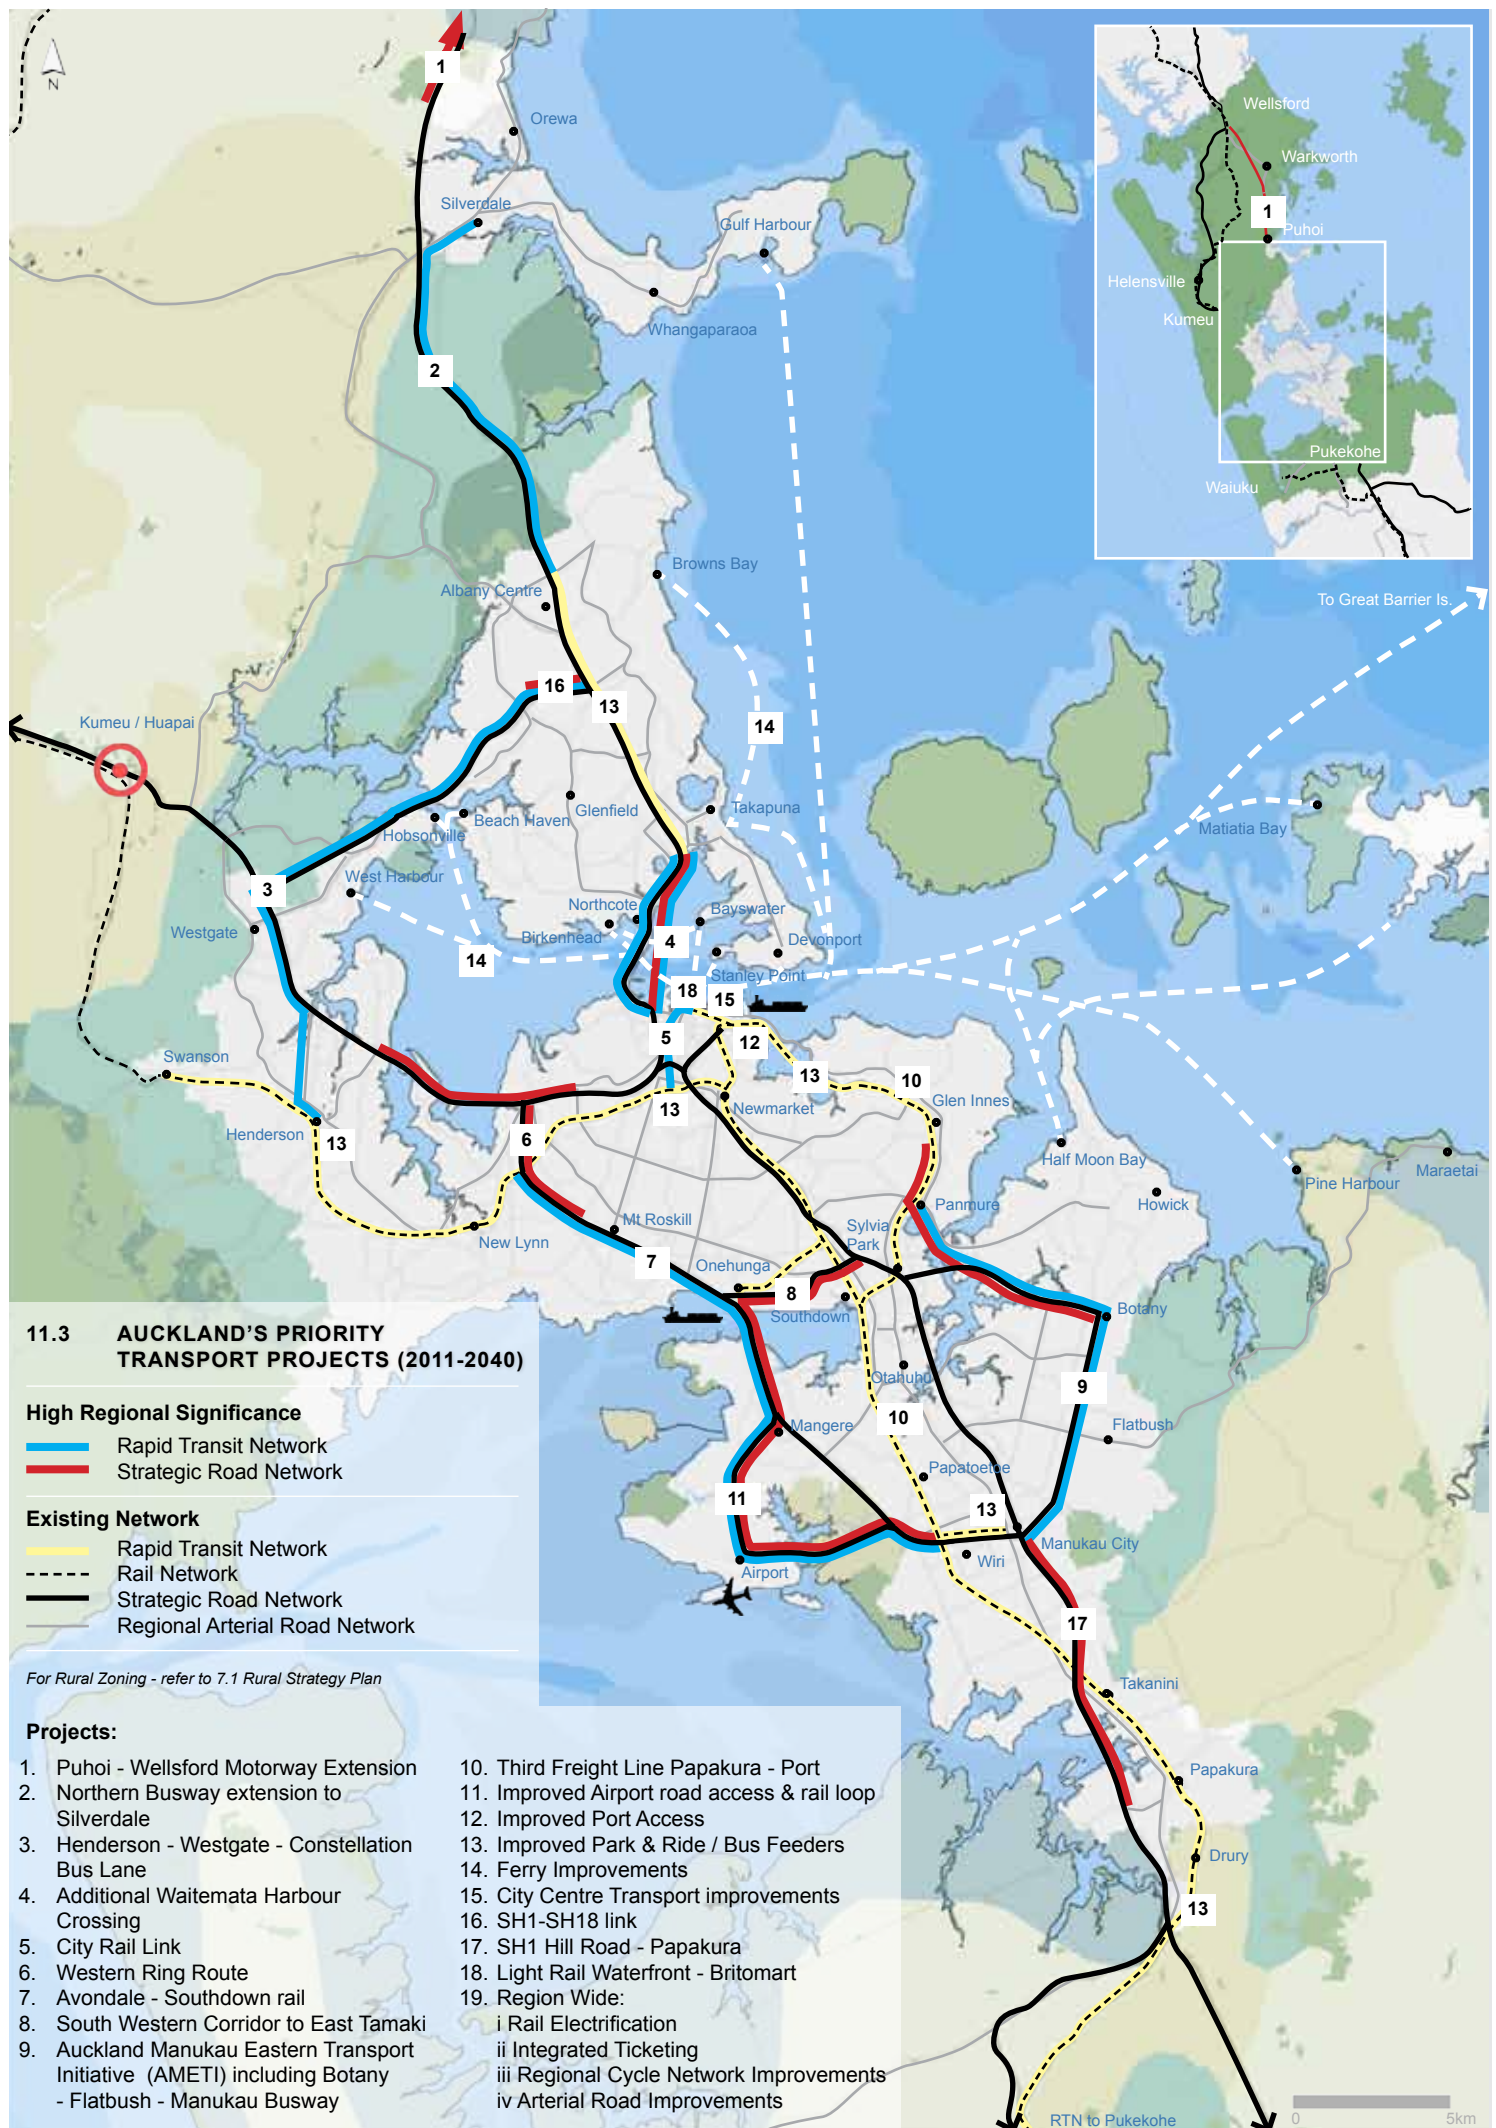 N
1
Orewa
Silverdale
Gulf Harbour
Whangaparaoa
2
Wellsford
Warkworth
1
Puhoi
Helensville
Kumeu
Pukekohe
Waiuku
Browns Bay
Albany Centre
To Great Barrier Is.
16
13
14
Kumeu / Huapai
Takapuna
Glenfield
Beach Haven
Hobsonville
Matiatia Bay
3
West Harbour
Northcote
Bayswater
Westgate
Birkenhead
4
Devonport
14
Stanley Point
18
15
5
12
Swanson
13
10
Newmarket
13
Glen Innes
Henderson
13
6
Half Moon Bay
Maraetai
Pine Harbour
Howick
Panmure
Mt Roskill
Sylvia
Park
New Lynn
7
Onehunga
8
Southdown
Botany
Otahuhu
9
10
Mangere
Flatbush
Papatoetoe
11
13
Manukau City
Wiri
Airport
17
Takanini
Papakura
Drury
13
RTN to Pukekohe
0 5km
11.3 AUCKLAND'S PRIORITY
TRANSPORT PROJECTS (2011-2040)
High Regional Significance
Rapid Transit Network
Strategic Road Network
Existing Network
Rapid Transit Network
Rail Network
Strategic Road Network
Regional Arterial Road Network
For Rural Zoning - refer to 7.1 Rural Strategy Plan
Projects:
1. Puhoi - Wellsford Motorway Extension
2. Northern Busway extension to
Silverdale
3. Henderson - Westgate - Constellation
Bus Lane
4. Additional Waitemata Harbour
Crossing
5. City Rail Link
6. Western Ring Route
7. Avondale - Southdown rail
8. South Western Corridor to East Tamaki
9. Auckland Manukau Eastern Transport
Initiative (AMETI) including Botany
- Flatbush - Manukau Busway
10. Third Freight Line Papakura - Port
11. Improved Airport road access & rail loop
12. Improved Port Access
13. Improved Park & Ride / Bus Feeders
14. Ferry Improvements
15. City Centre Transport improvements
16. SH1-SH18 link
17. SH1 Hill Road - Papakura
18. Light Rail Waterfront - Britomart
19. Region Wide:
i Rail Electrification
ii Integrated Ticketing
iii Regional Cycle Network Improvements
iv Arterial Road Improvements